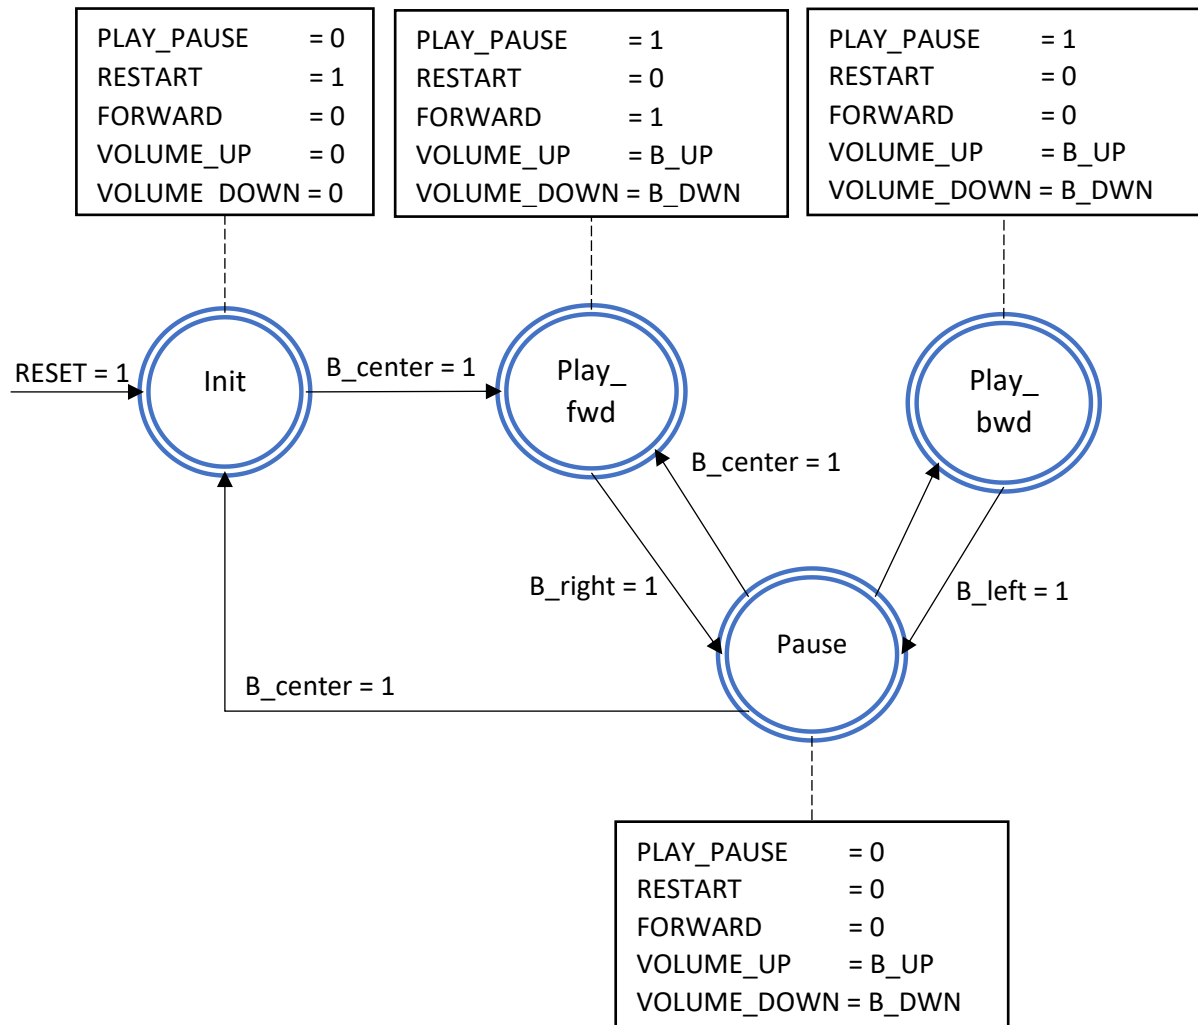 PLAY_PAUSE = 0
RESTART = 1
FORWARD = 0
VOLUME_UP = 0
VOLUME DOWN = 0
PLAY_PAUSE = 1
RESTART = 0
FORWARD = 1
VOLUME_UP = B_UP
VOLUME_DOWN = B_DWN
PLAY_PAUSE = 1
RESTART = 0
FORWARD = 0
VOLUME_UP = B_UP
VOLUME_DOWN = B_DWN
RESET = 1
Init
B_center = 1
Play_
fwd
Play_
bwd
B_center = 1
B_right = 1
B_left = 1
Pause
B_center = 1
PLAY_PAUSE = 0
RESTART = 0
FORWARD = 0
VOLUME_UP = B_UP
VOLUME_DOWN = B_DWN